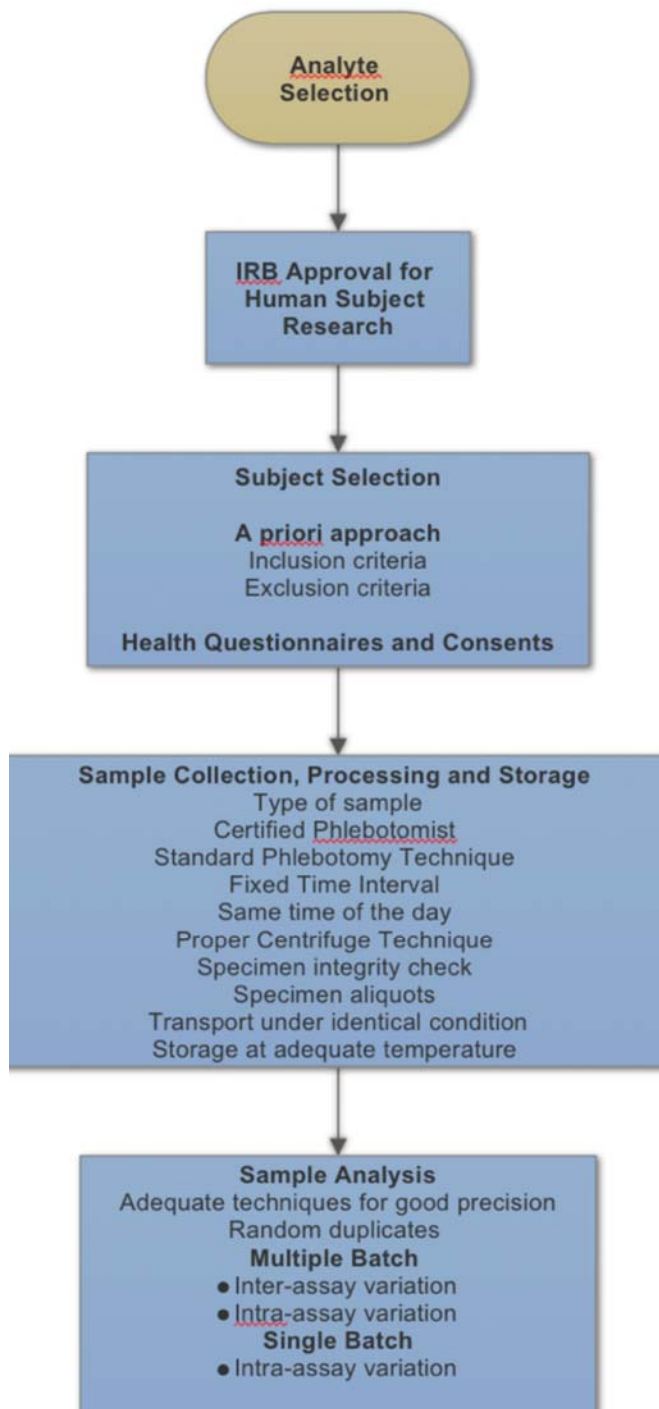 Analyte
Selection
IRB Approval for
Human Subject
Research
Subject Selection
A priori approach
Inclusion criteria
Exclusion criteria
Health Questionnaires and Consents
Sample Collection, Processing and Storage
Type of sample
Certified Phlebotomist
Standard Phlebotomy Technique
Fixed Time Interval
Same time of the day
Proper Centrifuge Technique
Specimen integrity check
Specimen aliquots
Transport under identical condition
Storage at adequate temperature
Sample Analysis
Adequate techniques for good precision
Random duplicates
Multiple Batch
● Inter-assay variation
● Intra-assay variation
Single Batch
● Intra-assay variation